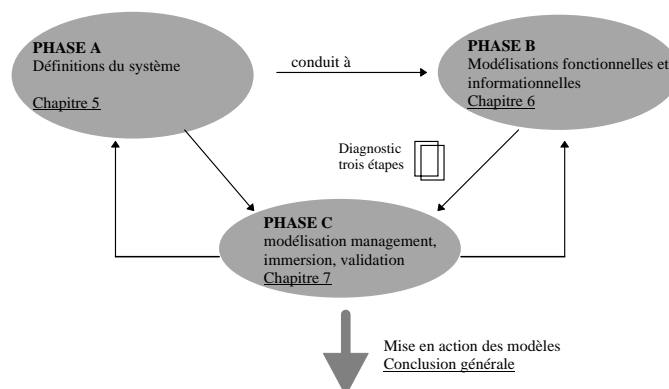 PHASE A
Définitions du système
Chapitre 5
conduit à
PHASE B
Modélisations fonctionnelles et
informationnelles
Chapitre 6
Diagnostic
trois étapes
PHASE C
modélisation management,
immersion, validation
Chapitre 7
Mise en action des modèles
Conclusion générale